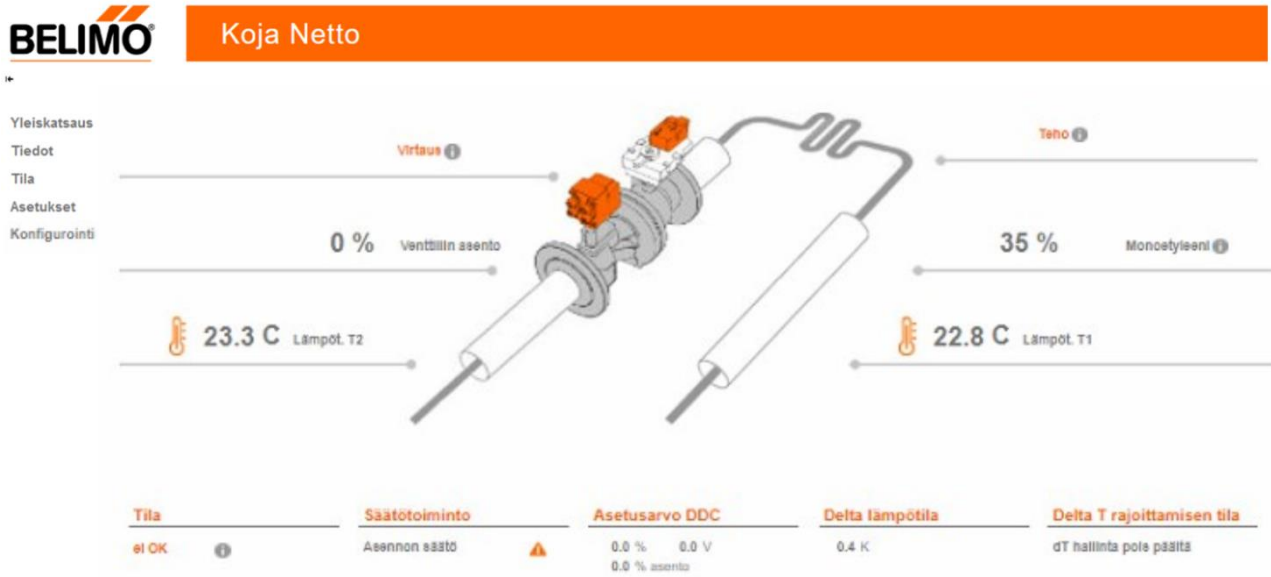 BELIMO®
Koja Netto
Yleiskatsaus
Tiedot
Tila
Asetukset
Konfigurointi
Virtaus
Teho
0 % Venttiilin asento
35 % Monoetyleeni
23.3 C Lämpöt. T2
22.8 C Lämpöt. T1
Tila
Säätötoiminto
Asetusarvo DDC
Delta lämpötila
Delta T rajoittamisen tila
ei OK
Asennon säätö
0.0 % 0.0 V
0.4 K
dT hallinta pois päältä
0.0 % asento